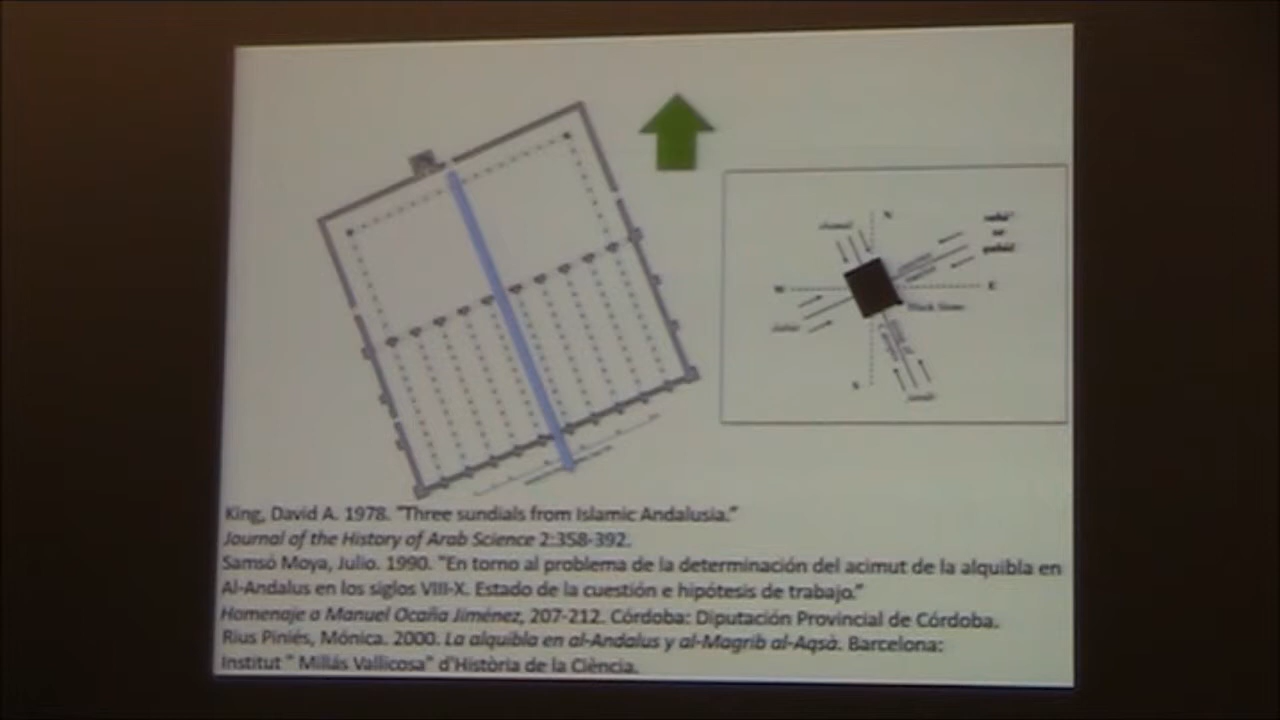 N
W
E
Black Stone
S
King, David A. 1978. "Three sundials from Islamic Andalusia."
Journal of the History of Arab Science 2:358-392.
Samsó Moya, Julio. 1990. "En torno al problema de la determinación del acimut de la alquibla en
Al-Andalus en los siglos VIII-X. Estado de la cuestión e hipótesis de trabajo."
Homenaje a Manuel Ocaña Jiménez, 207-212. Córdoba: Diputación Provincial de Córdoba.
Rius Piniés, Mónica. 2000. La alquibla en al-Andalus y al-Magrib al-Aqsà. Barcelona:
Institut " Millás Vallicosa" d'Història de la Ciència.